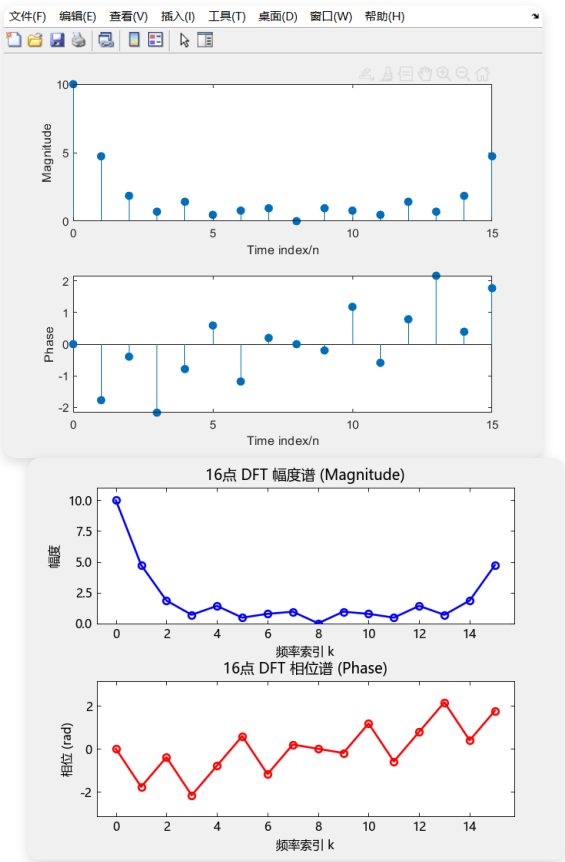 文件(F) 编辑(E) 查看(V) 插入(I) 工具(T) 桌面(D) 窗口(W) 帮助(H)
10
5
0
Magnitude
0 5 10 15
Time index/n
2
1
0
-1
-2
Phase
0 5 10 15
Time index/n
16点 DFT 幅度谱 (Magnitude)
10.0
7.5
5.0
2.5
0.0
幅度
0 2 4 6 8 10 12 14
频率索引 k
16点 DFT 相位谱 (Phase)
2
0
-2
相位 (rad)
0 2 4 6 8 10 12 14
频率索引 k